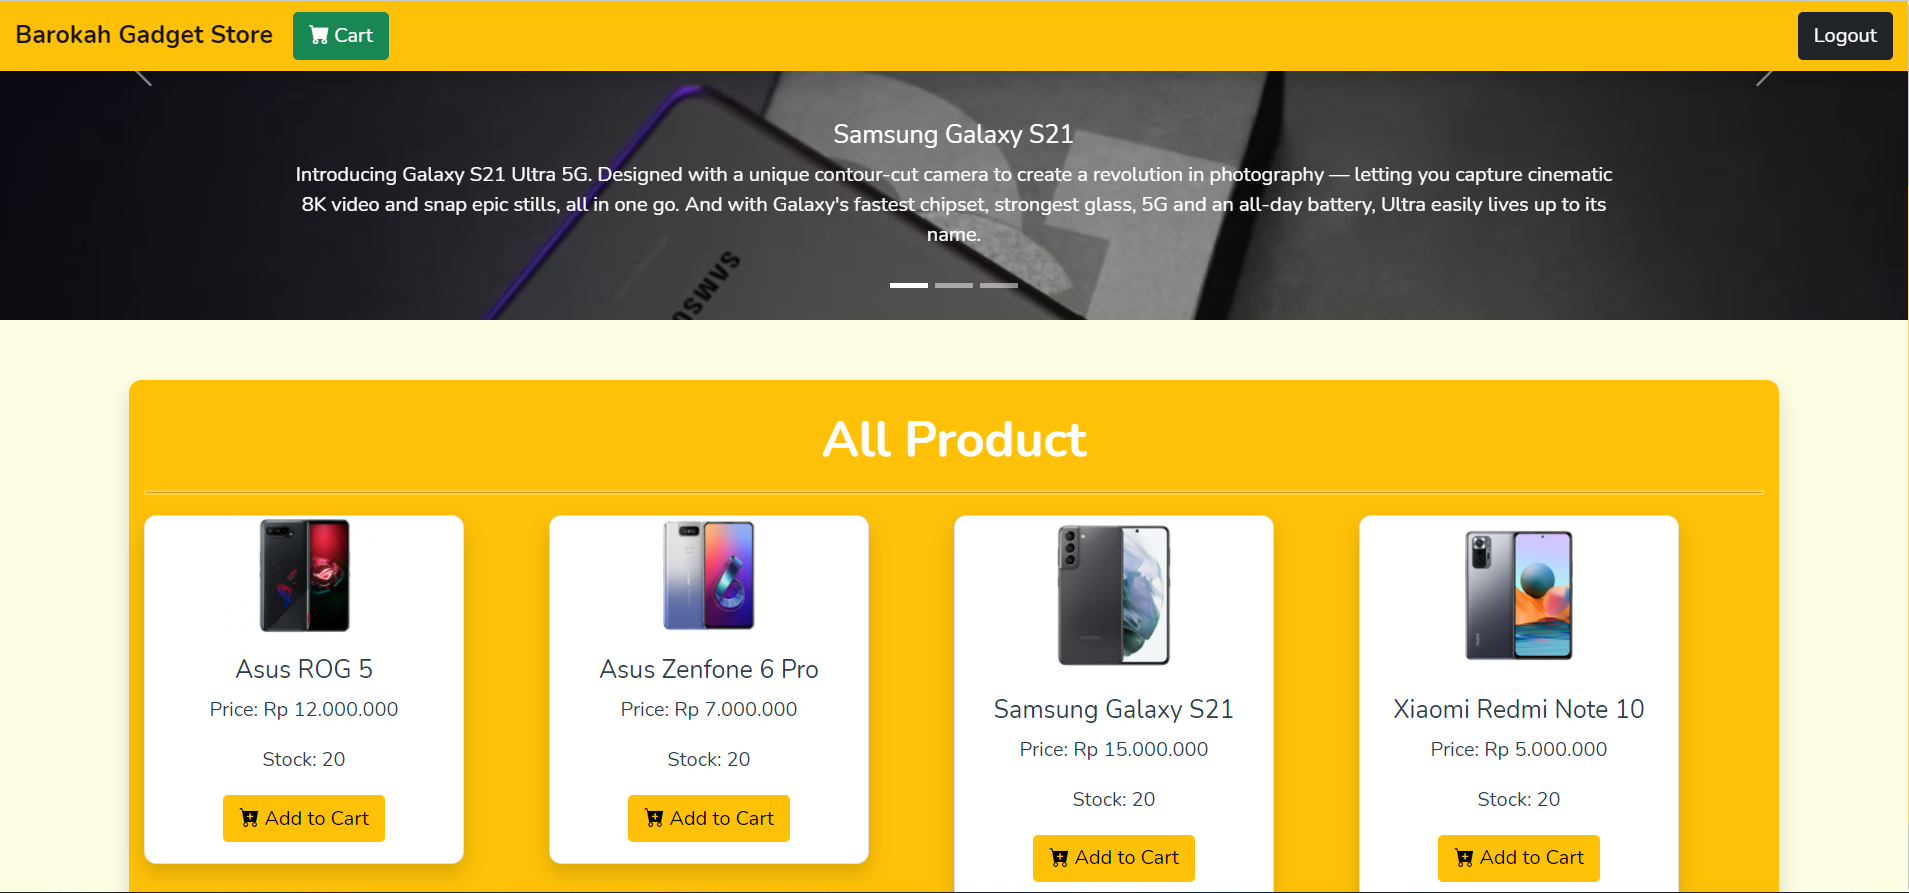 Barokah Gadget Store
Cart
Logout
Samsung Galaxy S21
Introducing Galaxy S21 Ultra 5G. Designed with a unique contour-cut camera to create a revolution in photography — letting you capture cinematic
8K video and snap epic stills, all in one go. And with Galaxy's fastest chipset, strongest glass, 5G and an all-day battery, Ultra easily lives up to its
name.
SAMSU
All Product
Asus ROG 5
Price: Rp 12.000.000
Stock: 20
Add to Cart
Asus Zenfone 6 Pro
Price: Rp 7.000.000
Stock: 20
Add to Cart
Samsung Galaxy S21
Price: Rp 15.000.000
Stock: 20
Add to Cart
Xiaomi Redmi Note 10
Price: Rp 5.000.000
Stock: 20
Add to Cart